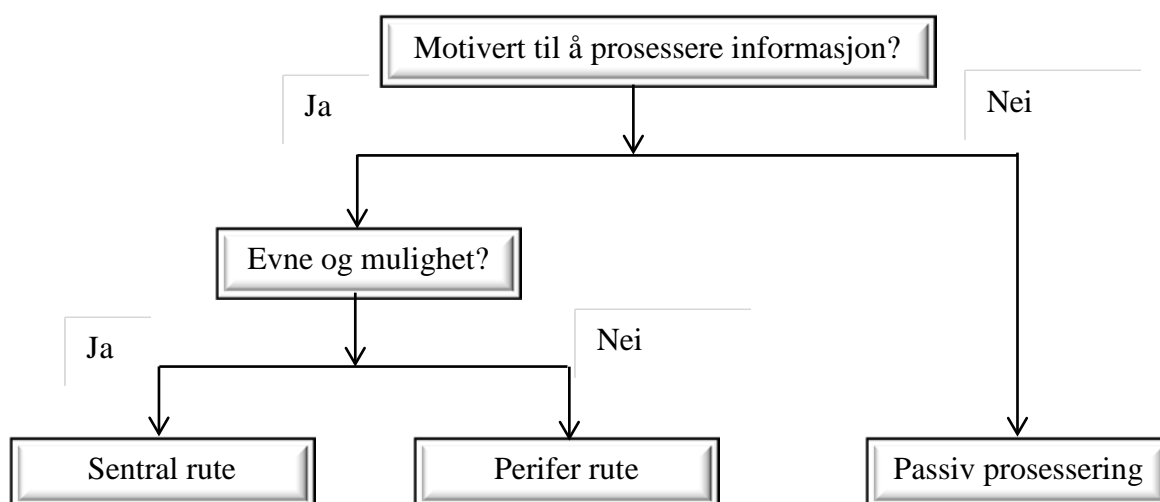 Motivert til å prosessere informasjon?
Ja
Nei
Evne og mulighet?
Ja
Nei
Sentral rute
Perifer rute
Passiv prosessering